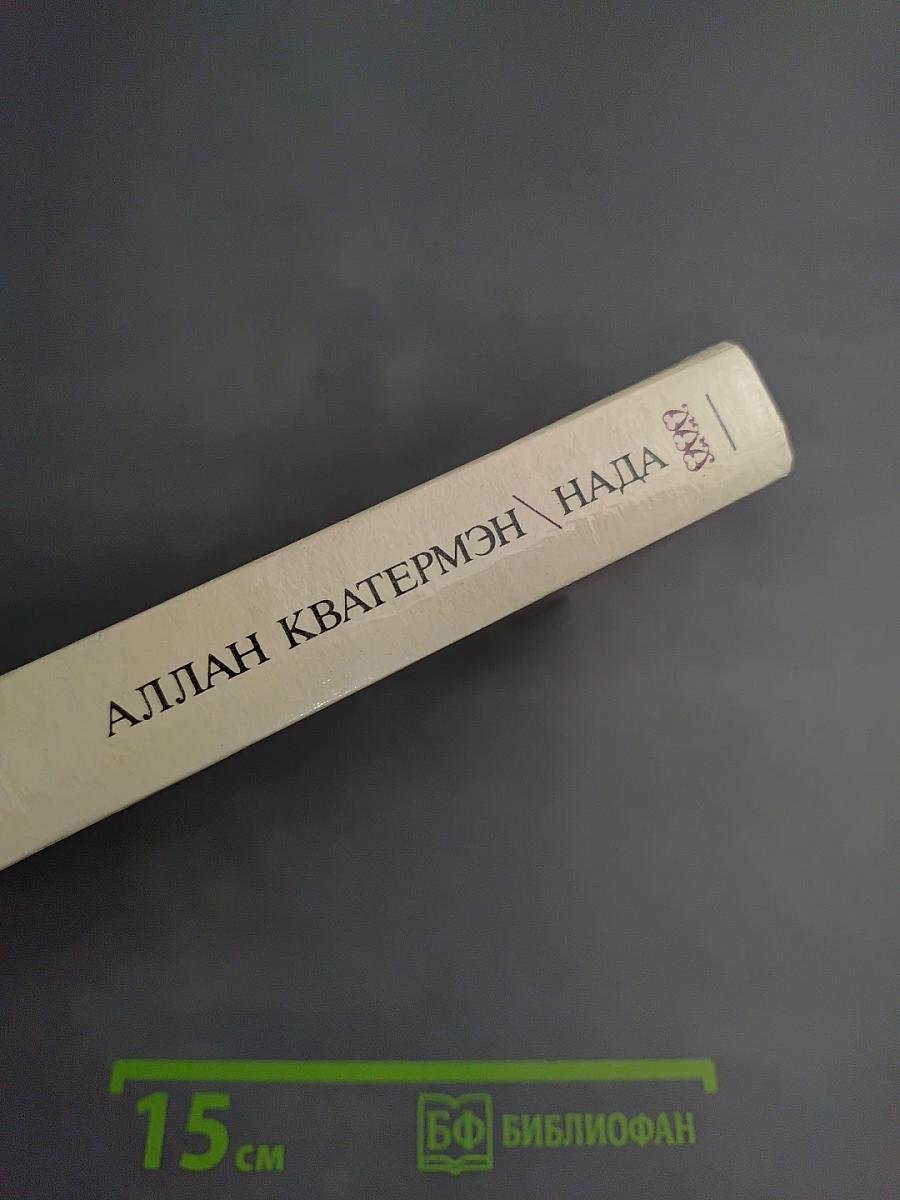 АЛЛАН КВАТЕРМЭН \ НАДА
15 см
БФ БИБЛИОФАН